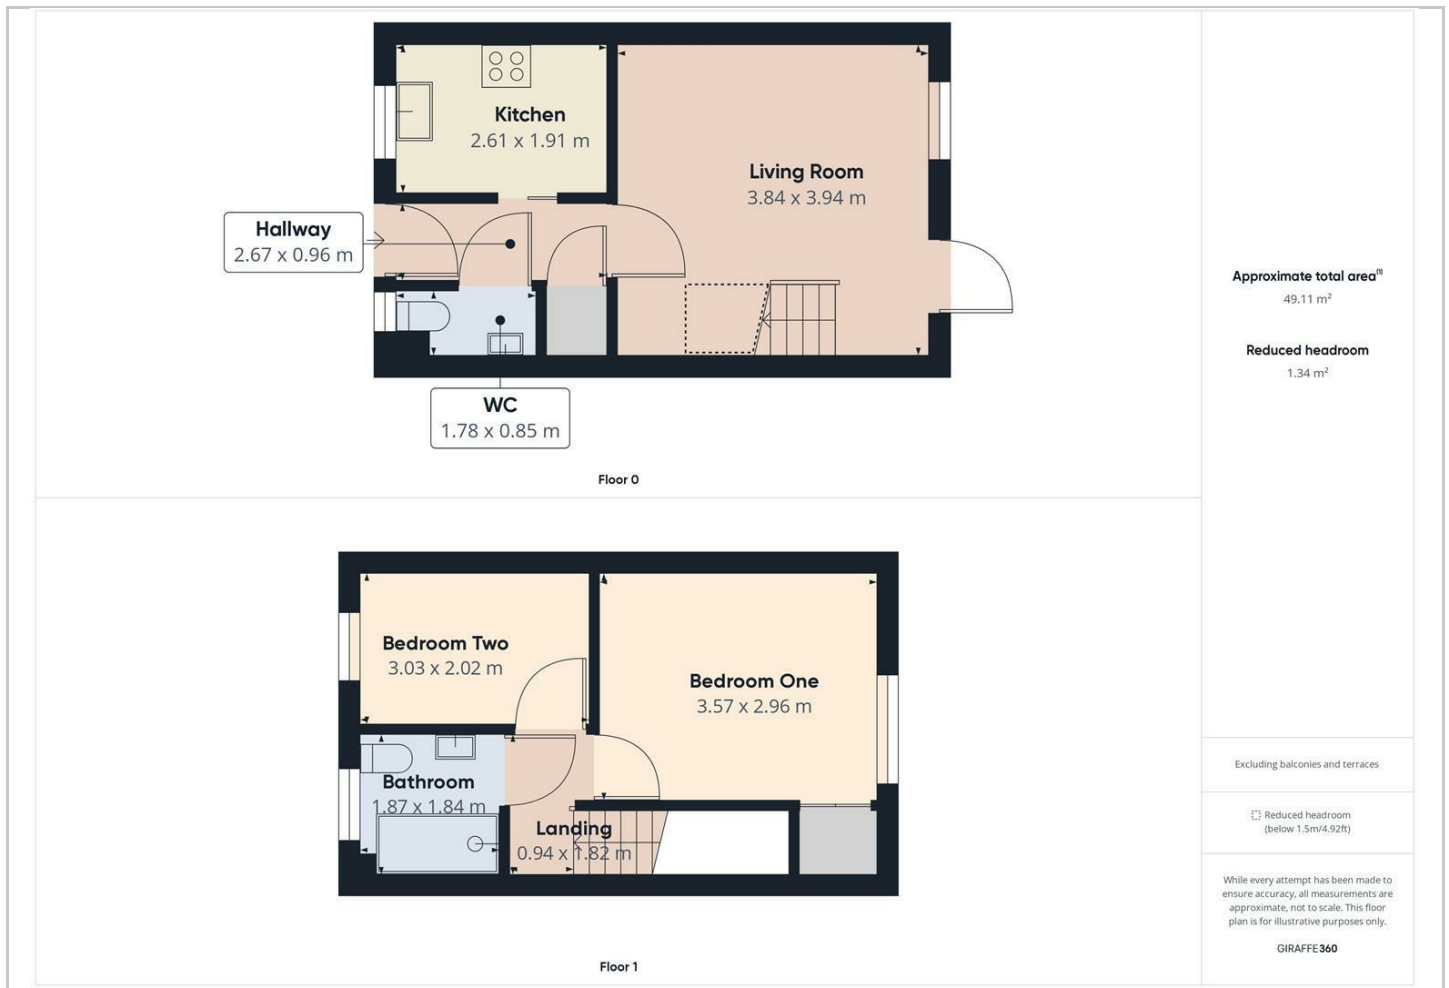 Kitchen
2.61 x 1.91 m
Living Room
3.84 x 3.94 m
Hallway
2.67 x 0.96 m
WC
1.78 x 0.85 m
Floor 0
Bedroom Two
3.03 x 2.02 m
Bedroom One
3.57 x 2.96 m
Bathroom
1.87 x 1.84 m
Landing
0.94 x 1.82 m
Floor 1
Approximate total area⁽¹⁾
49.11 m²
Reduced headroom
1.34 m²
Excluding balconies and terraces
Reduced headroom
(below 1.5m/4.92ft)
While every attempt has been made to
ensure accuracy, all measurements are
approximate, not to scale. This floor
plan is for illustrative purposes only.
GIRAFFE360